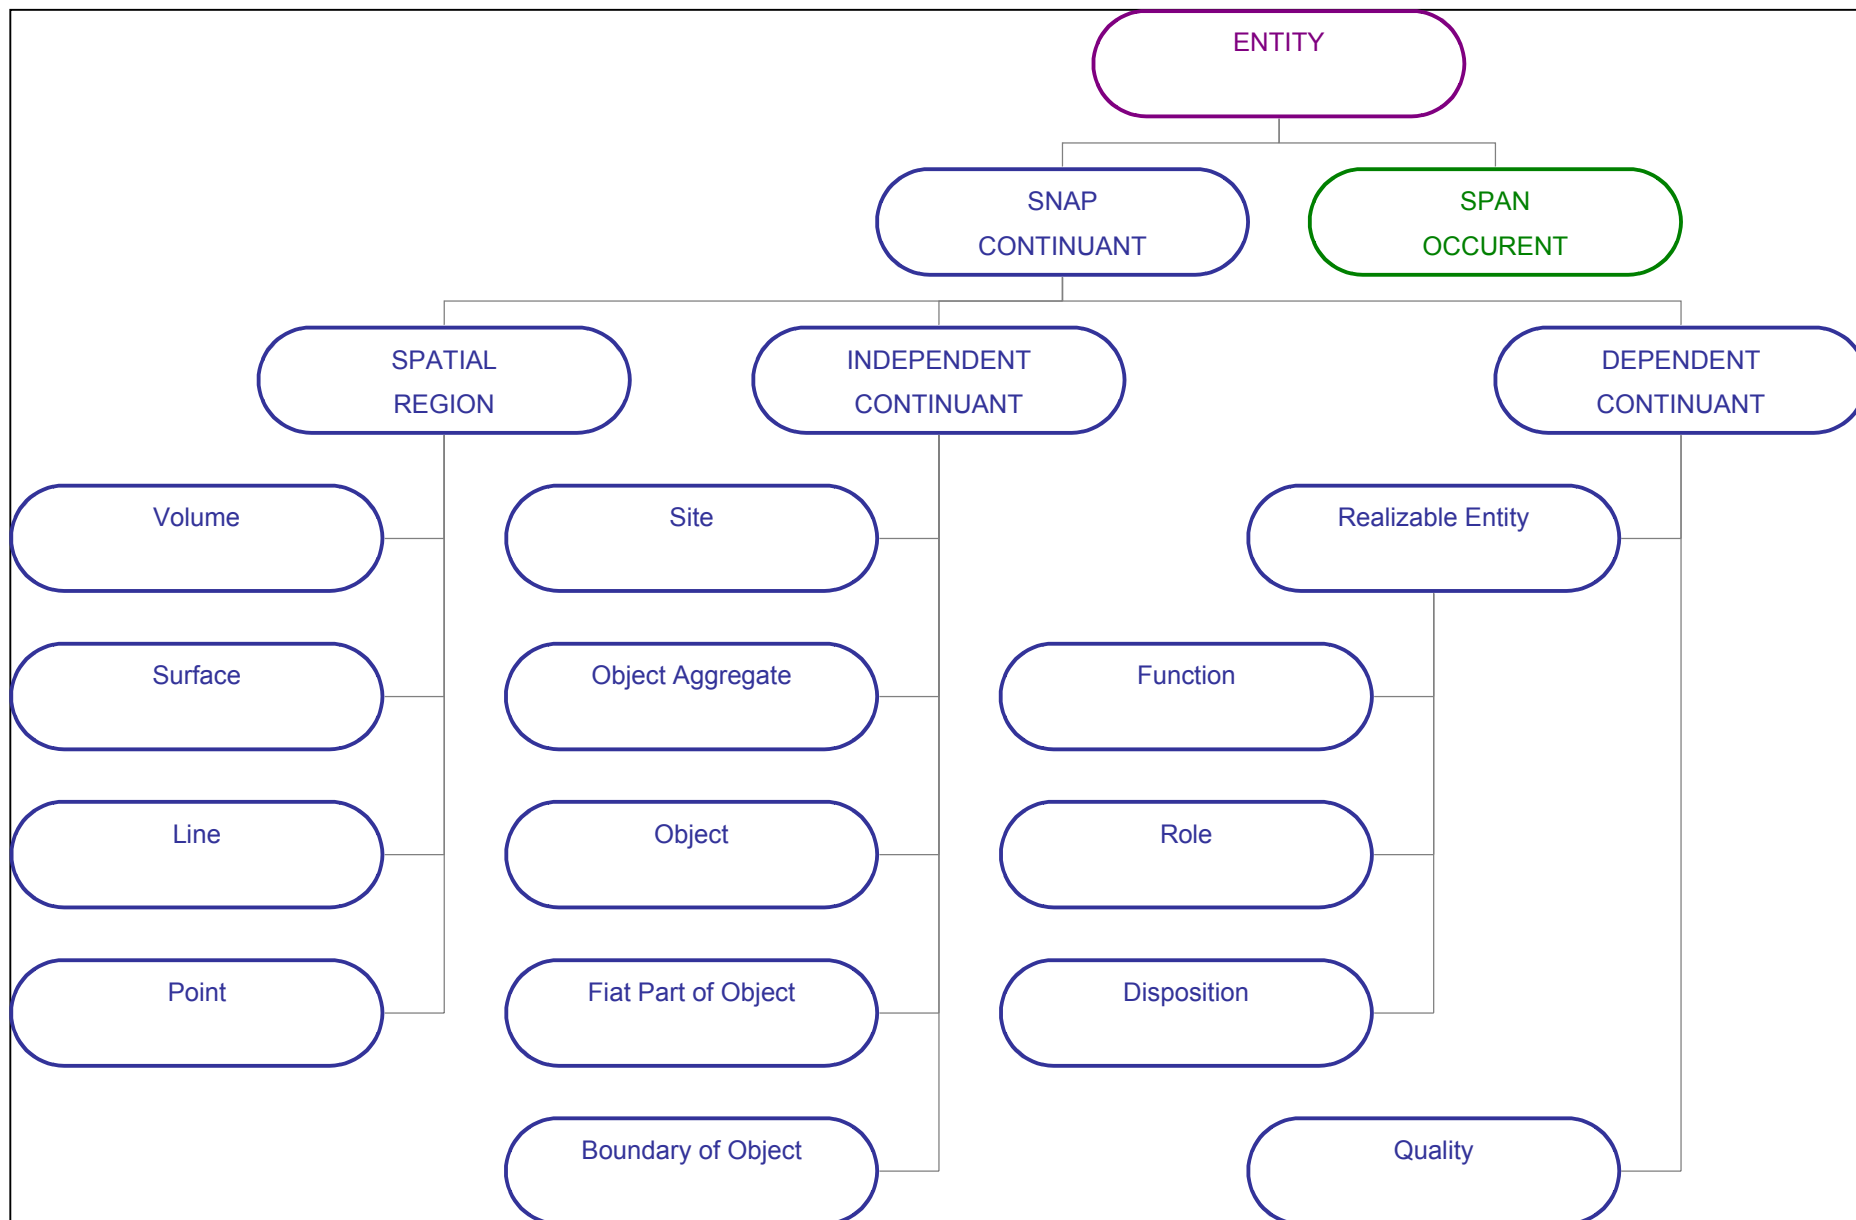 ENTITY
SNAP
CONTINUANT
SPAN
OCCURENT
SPATIAL
REGION
INDEPENDENT
CONTINUANT
DEPENDENT
CONTINUANT
Volume
Site
Realizable Entity
Surface
Object Aggregate
Function
Line
Object
Role
Point
Fiat Part of Object
Disposition
Boundary of Object
Quality